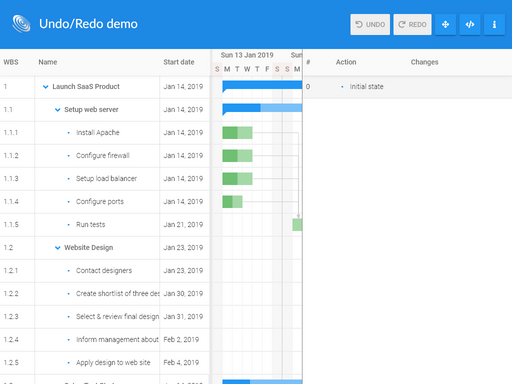 Undo/Redo demo
UNDO
REDO
WBS Name Start date
Sun 13 Jan 2019 Sun
S M T W T F S S M
# Action Changes
1 Launch SaaS Product Jan 14, 2019
0 Initial state
1.1 Setup web server Jan 14, 2019
1.1.1 Install Apache Jan 14, 2019
1.1.2 Configure firewall Jan 14, 2019
1.1.3 Setup load balancer Jan 14, 2019
1.1.4 Configure ports Jan 14, 2019
1.1.5 Run tests Jan 21, 2019
1.2 Website Design Jan 23, 2019
1.2.1 Contact designers Jan 23, 2019
1.2.2 Create shortlist of three des Jan 30, 2019
1.2.3 Select & review final design Jan 31, 2019
1.2.4 Inform management about Feb 2, 2019
1.2.5 Apply design to web site Feb 4, 2019